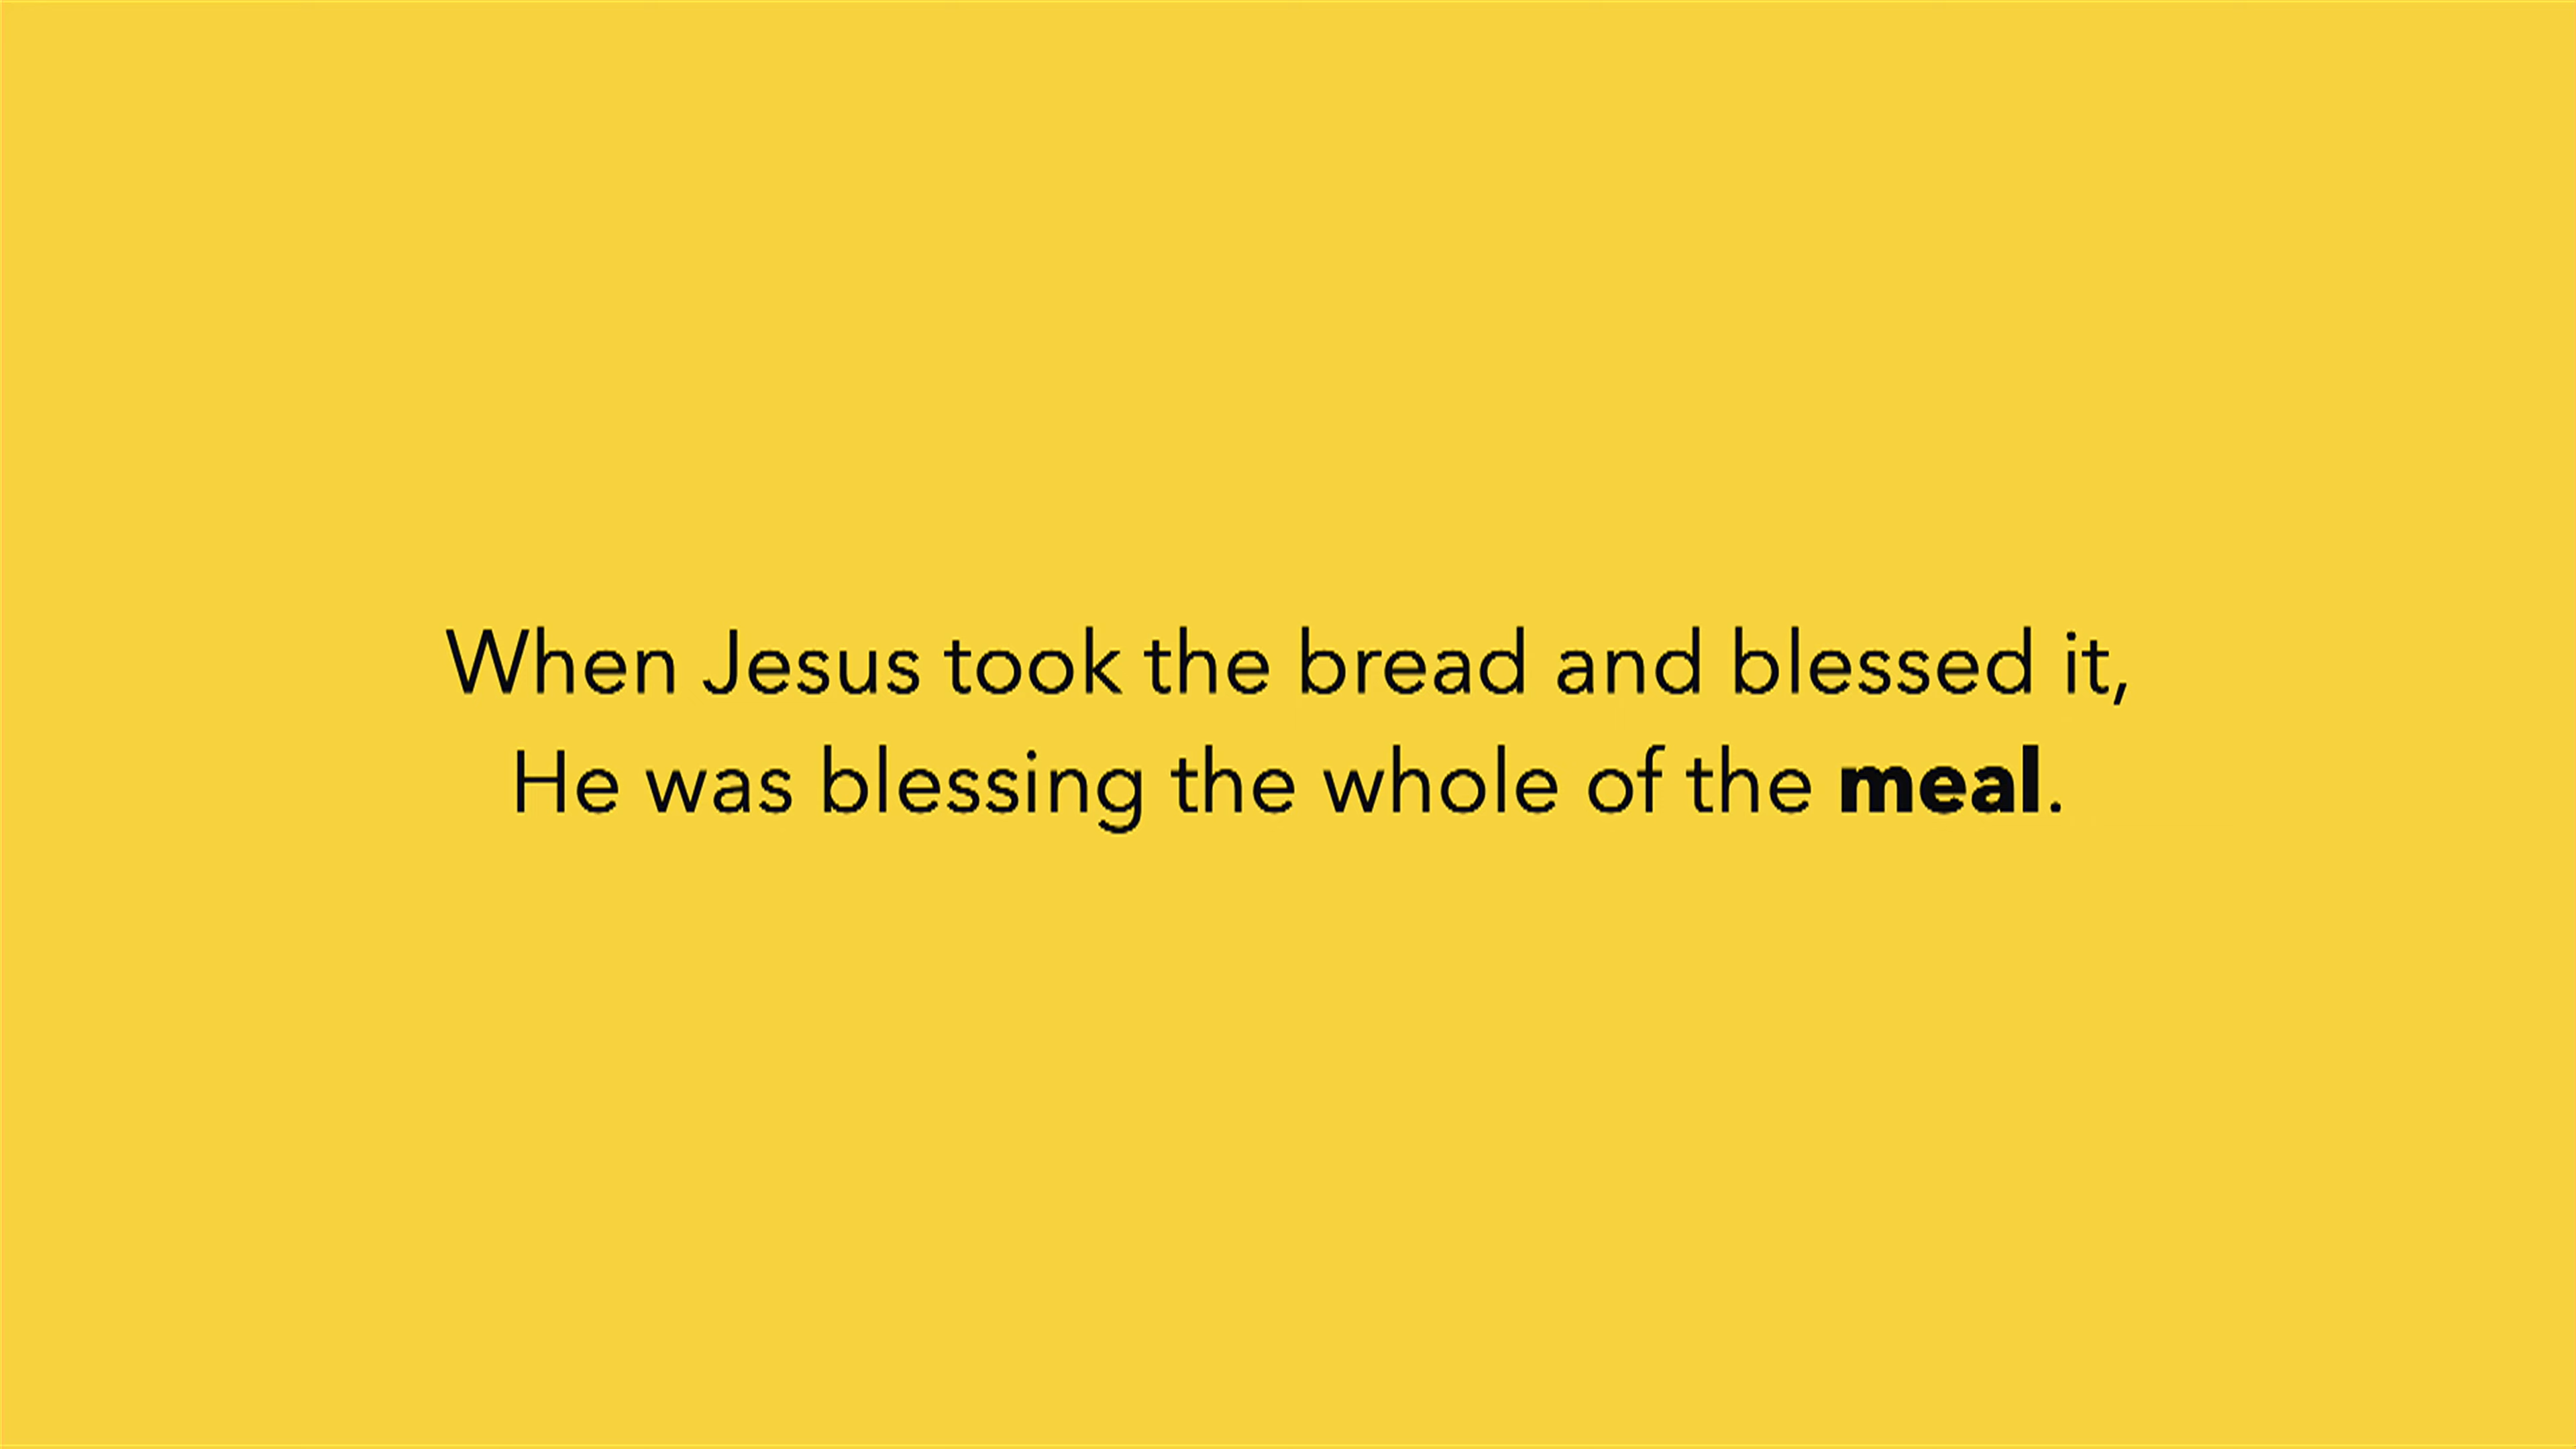 When Jesus took the bread and blessed it,
He was blessing the whole of the meal.